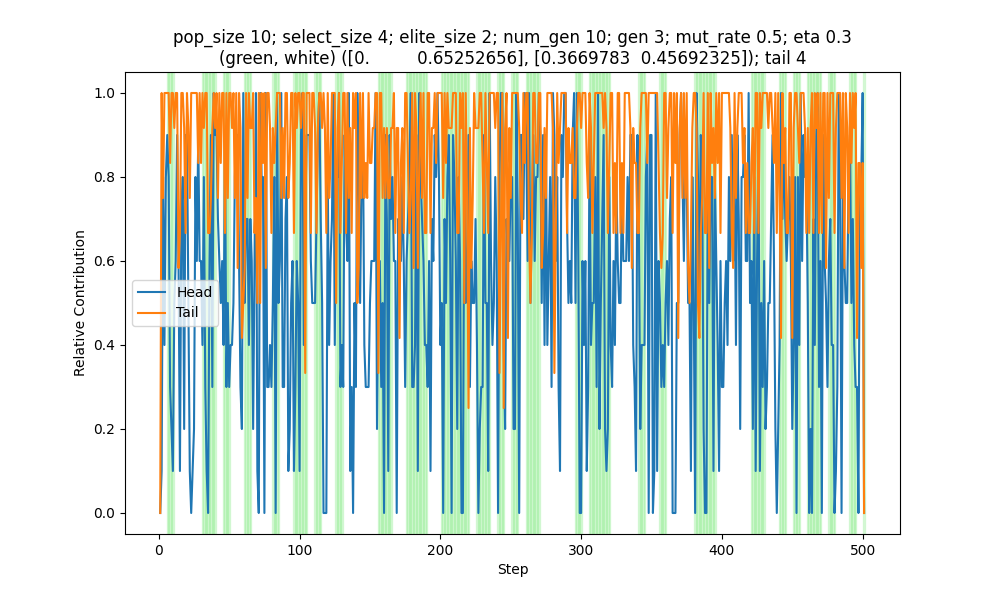 pop_size 10; select_size 4; elite_size 2; num_gen 10; gen 3; mut_rate 0.5; eta 0.3
(green, white) ([0.         0.65252656], [0.3669783  0.45692325]); tail 4
1.0
0.8
0.6
0.4
0.2
0.0
Relative Contribution
Head
Tail
0
100
200
300
400
500
Step